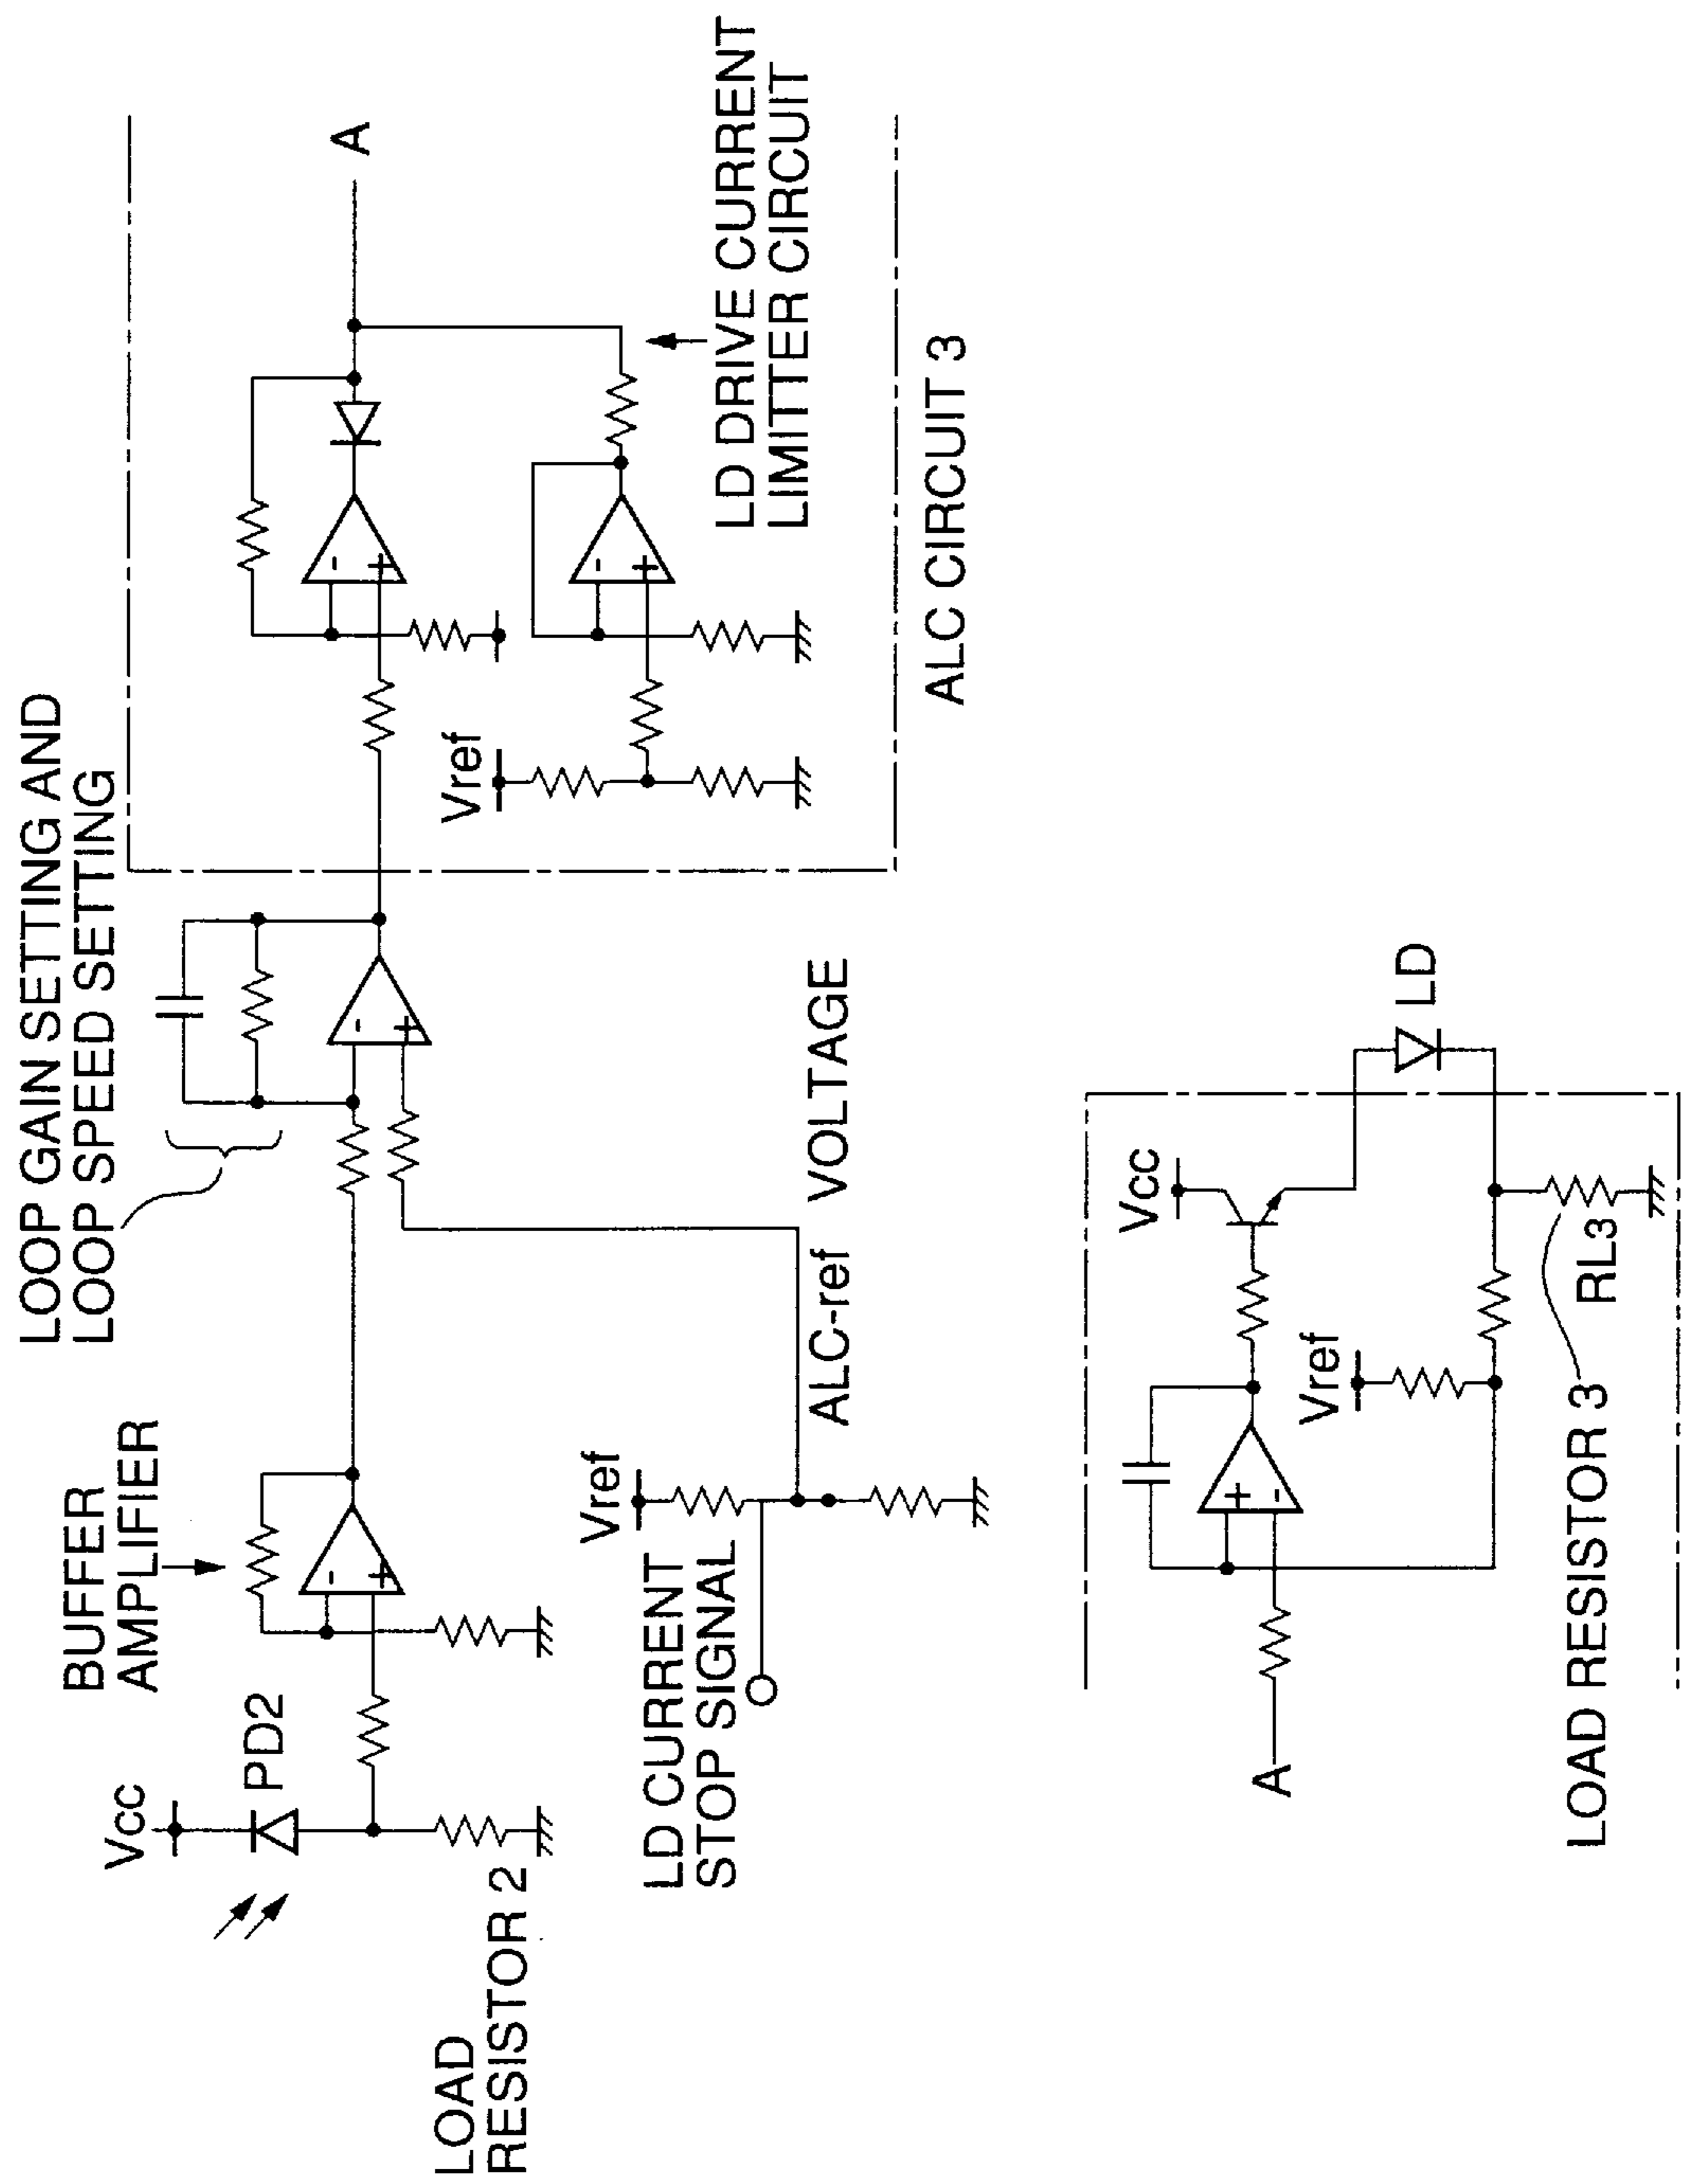 LOOP GAIN SETTING AND
LOOP SPEED SETTING
BUFFER
AMPLIFIER
Vcc
PD2
LOAD
RESISTOR 2
-
+
-
+
-
+
A
Vref
-
+
LD DRIVE CURRENT
LIMITTER CIRCUIT
ALC CIRCUIT 3
Vref
LD CURRENT
STOP SIGNAL
ALC-ref VOLTAGE
A
+
-
Vcc
Vref
LD
RL3
LOAD RESISTOR 3